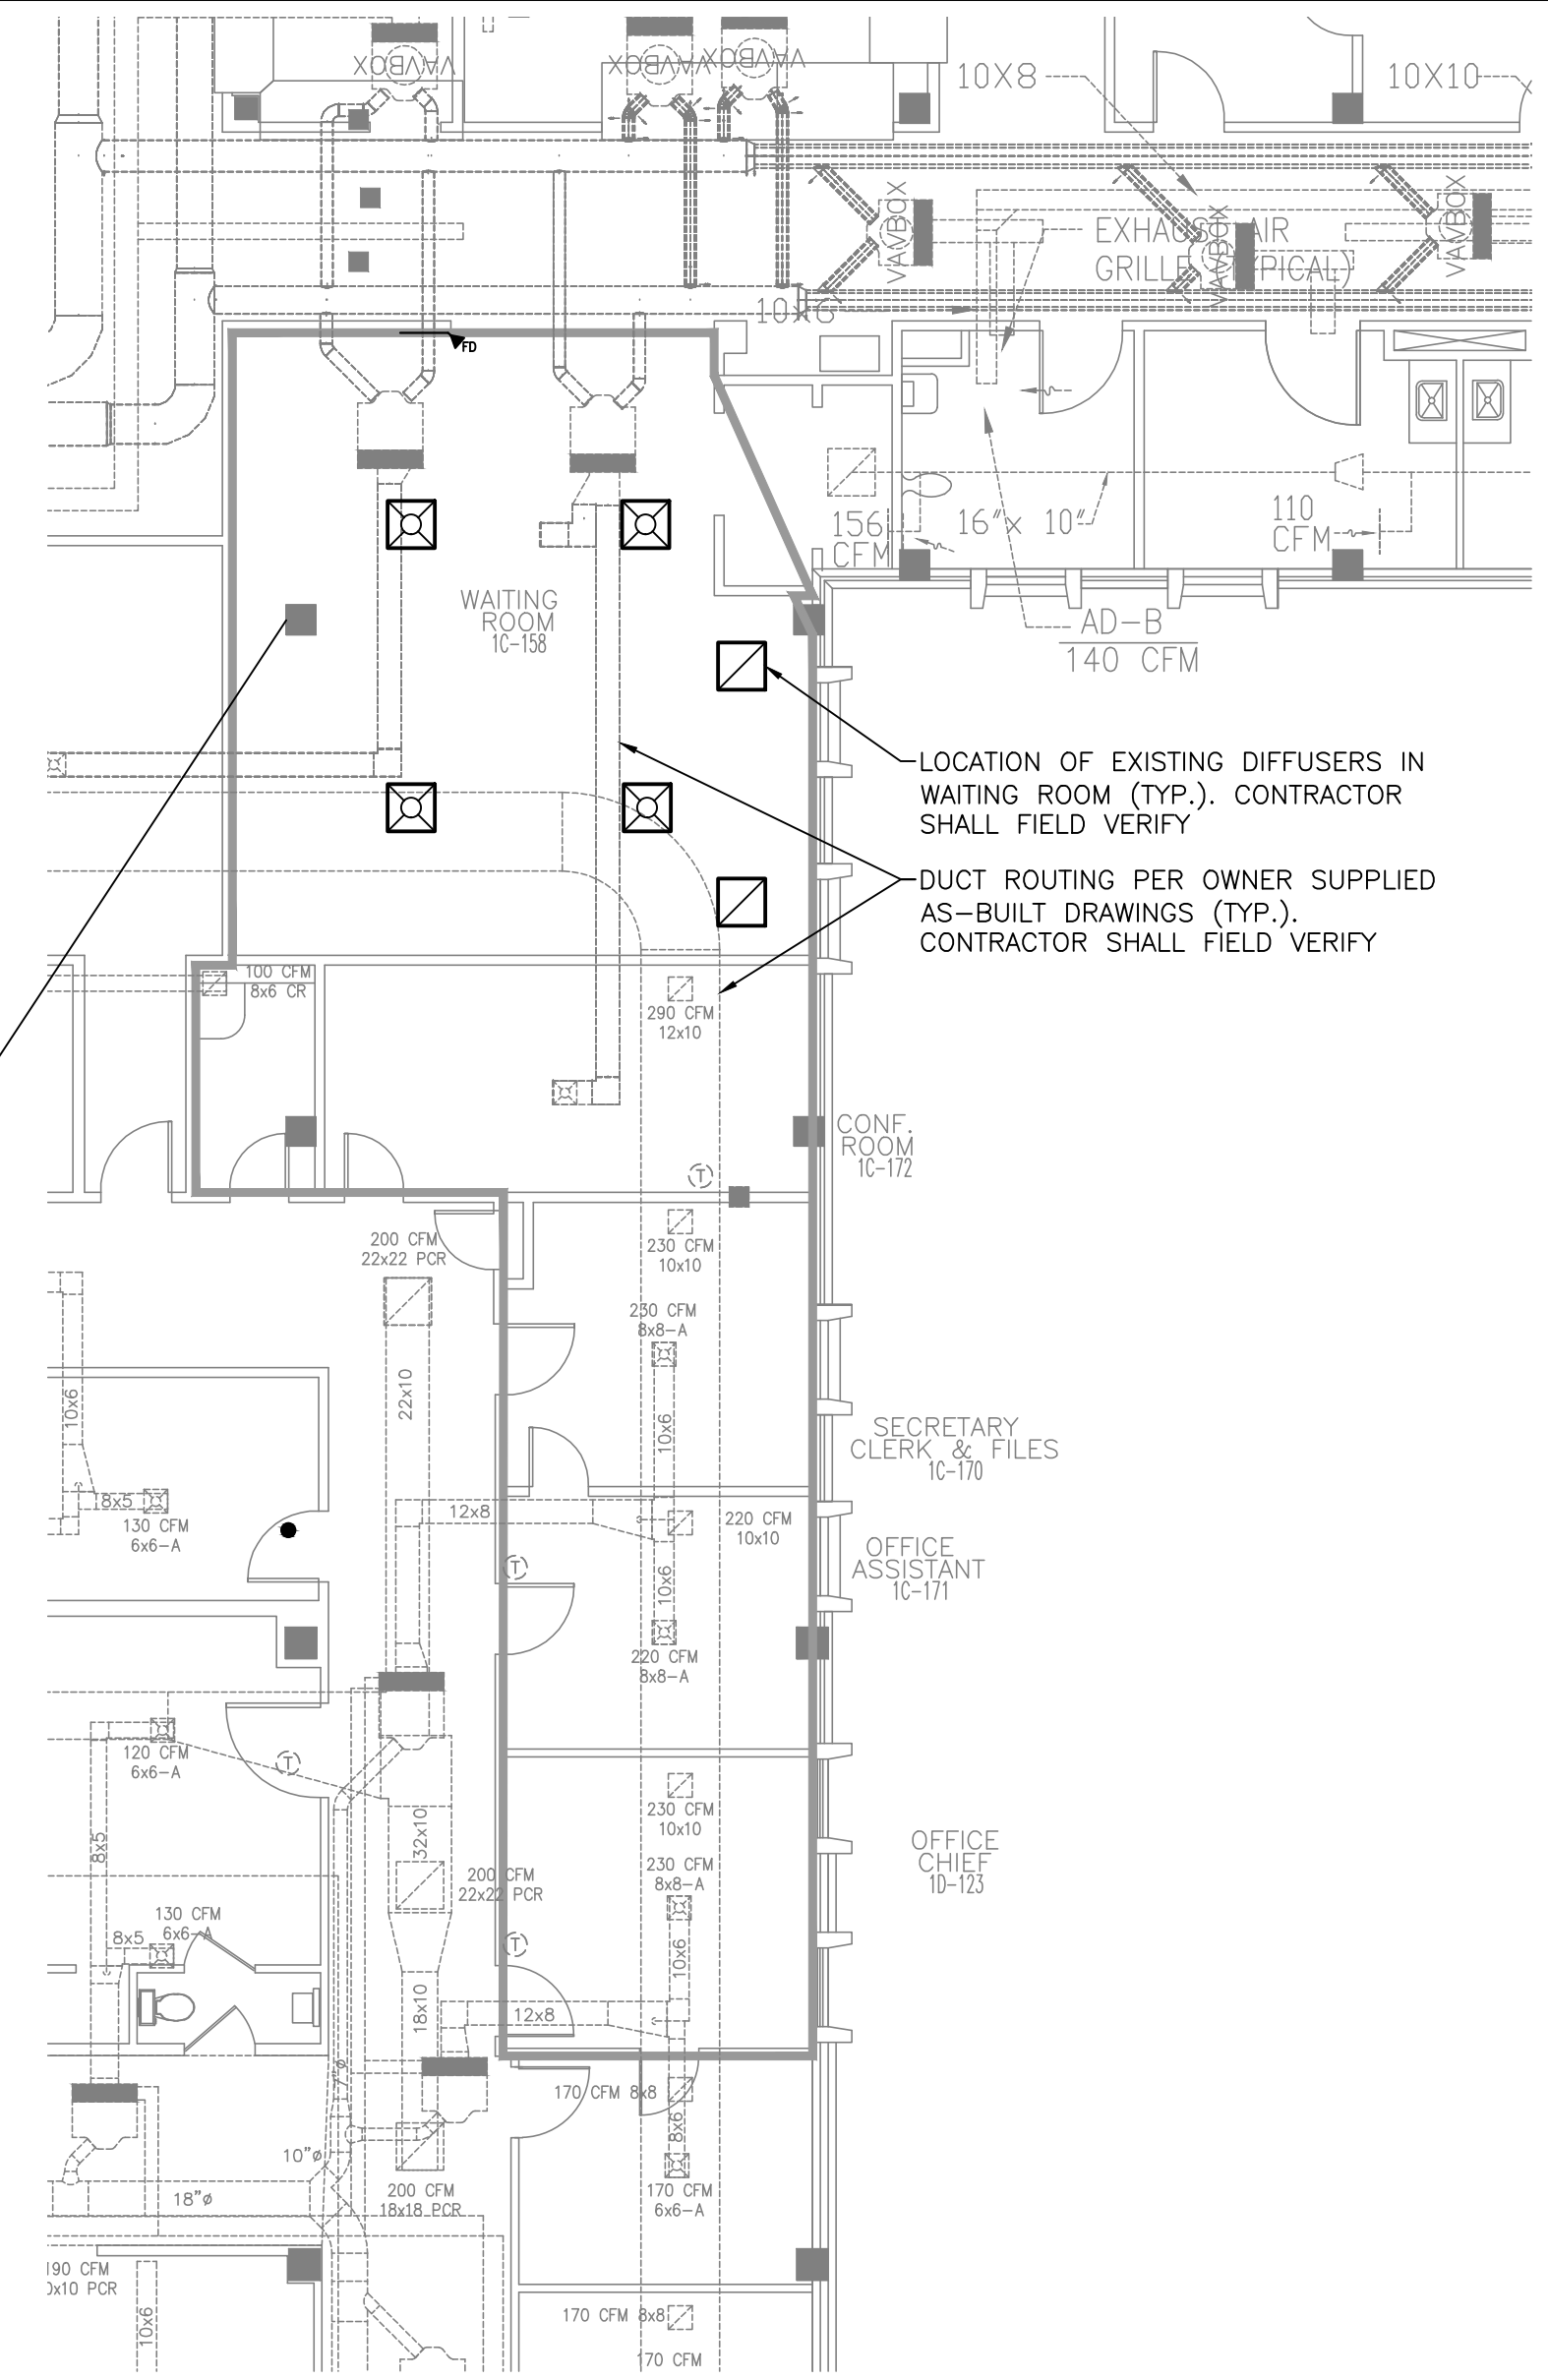 VAVBOX
VAVBOX
VAVBOX
10X8
10X10
VAVBOX
EXHAUST AIR
GRILLE (TYPICAL)
VAVBOX
VAVBOX
10X6
FD
156
CFM
16"x 10"
110
CFM
WAITING
ROOM
1C-158
AD-B
140 CFM
LOCATION OF EXISTING DIFFUSERS IN
WAITING ROOM (TYP.). CONTRACTOR
SHALL FIELD VERIFY
DUCT ROUTING PER OWNER SUPPLIED
AS-BUILT DRAWINGS (TYP.).
CONTRACTOR SHALL FIELD VERIFY
100 CFM
8x6 CR
290 CFM
12x10
CONF.
ROOM
1C-172
T
200 CFM
22x22 PCR
230 CFM
10x10
230 CFM
8x8-A
22x10
10x6
10x6
SECRETARY
CLERK & FILES
1C-170
8x5
130 CFM
6x6-A
12x8
220 CFM
10x10
OFFICE
ASSISTANT
1C-171
T
10x6
220 CFM
8x8-A
120 CFM
6x6-A
T
230 CFM
10x10
32x10
8x5
OFFICE
CHIEF
1D-123
200 CFM
22x22 PCR
230 CFM
8x8-A
130 CFM
6x6-A
8x5
T
10x6
18x10
12x8
170 CFM 8x8
8x6
10"ø
18"ø
200 CFM
18x18 PCR
170 CFM
6x6-A
190 CFM
PCR
10x6
170 CFM 8x8
170 CFM